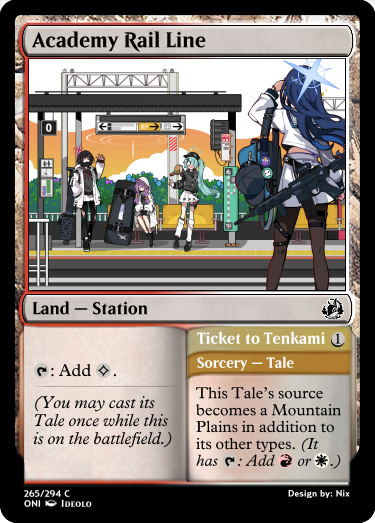 Academy Rail Line
0
Land — Station
: Add .
(You may cast its
Tale once while this
is on the battlefield.)
Ticket to Tenkami 1
Sorcery — Tale
This Tale's source
becomes a Mountain
Plains in addition to
its other types. (It
has : Add or .)
265/294 C
ONI Ideolo
Design by: Nix